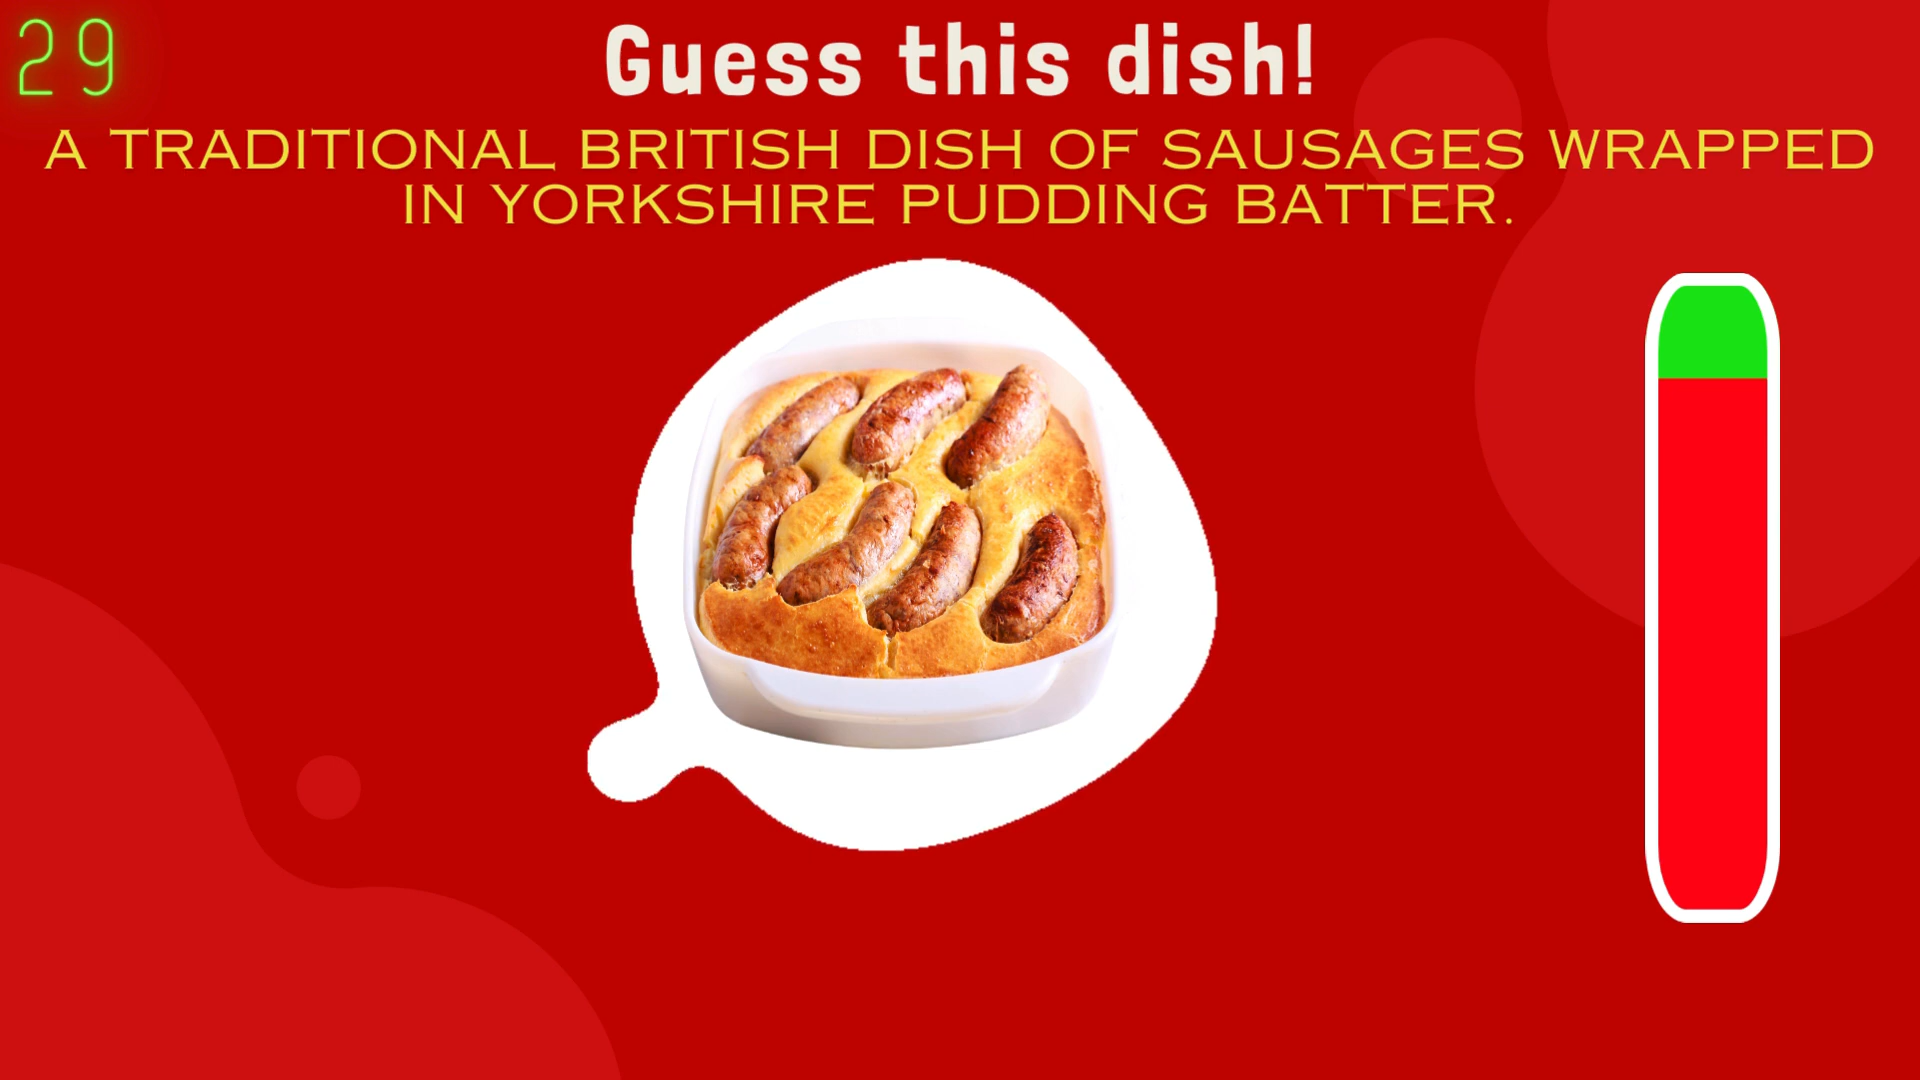 29
Guess this dish!
A TRADITIONAL BRITISH DISH OF SAUSAGES WRAPPED
IN YORKSHIRE PUDDING BATTER.